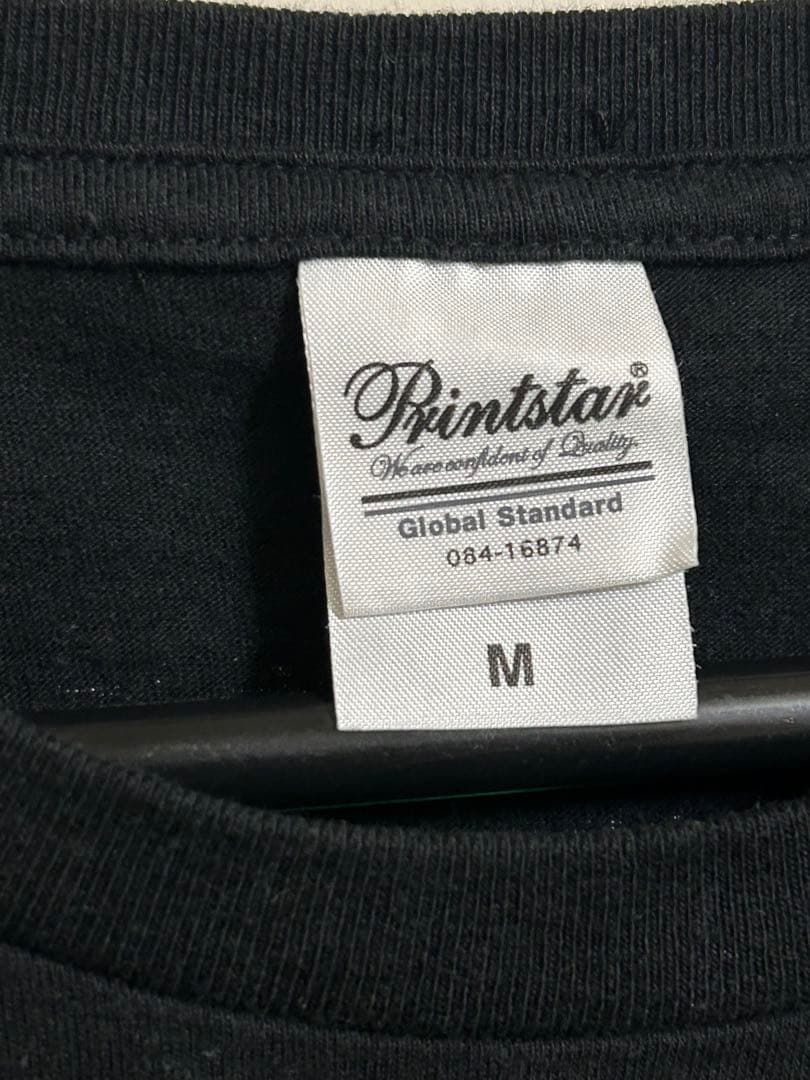 Printstar®
We are confident of Quality.
Global Standard
084-16874
M